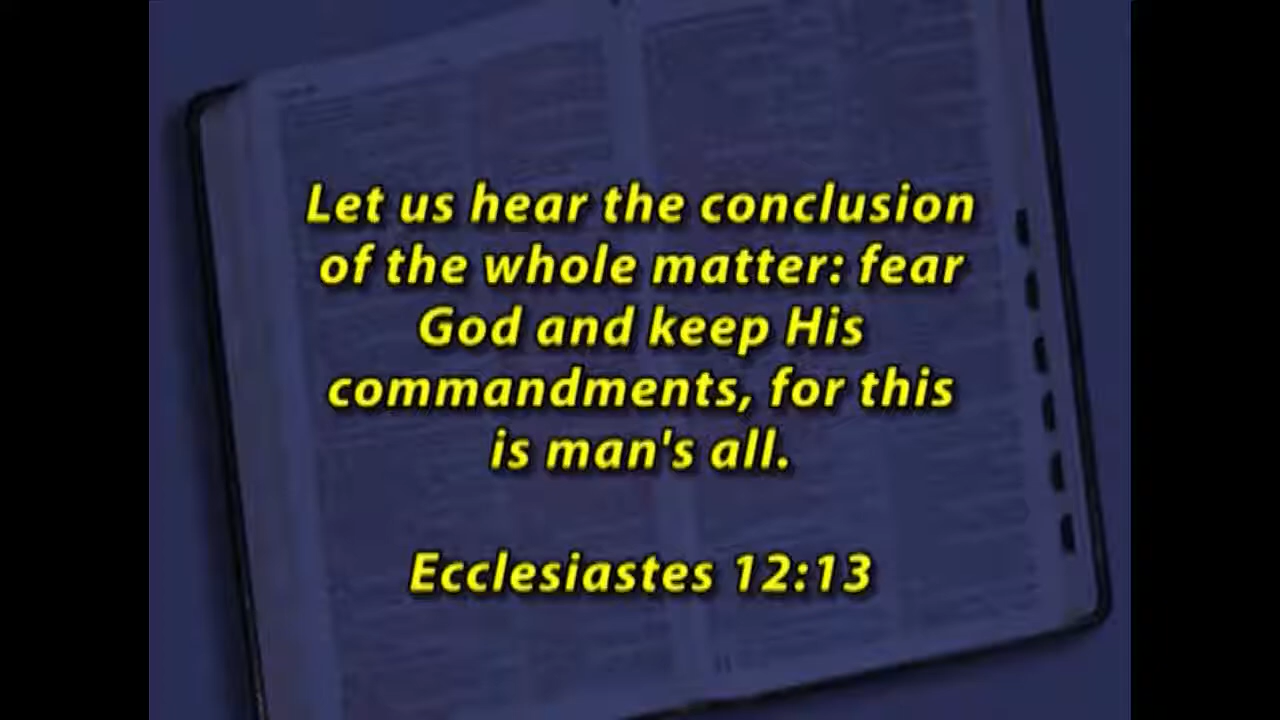 Let us hear the conclusion
of the whole matter: fear
God and keep His
commandments, for this
is man's all.
Ecclesiastes 12:13